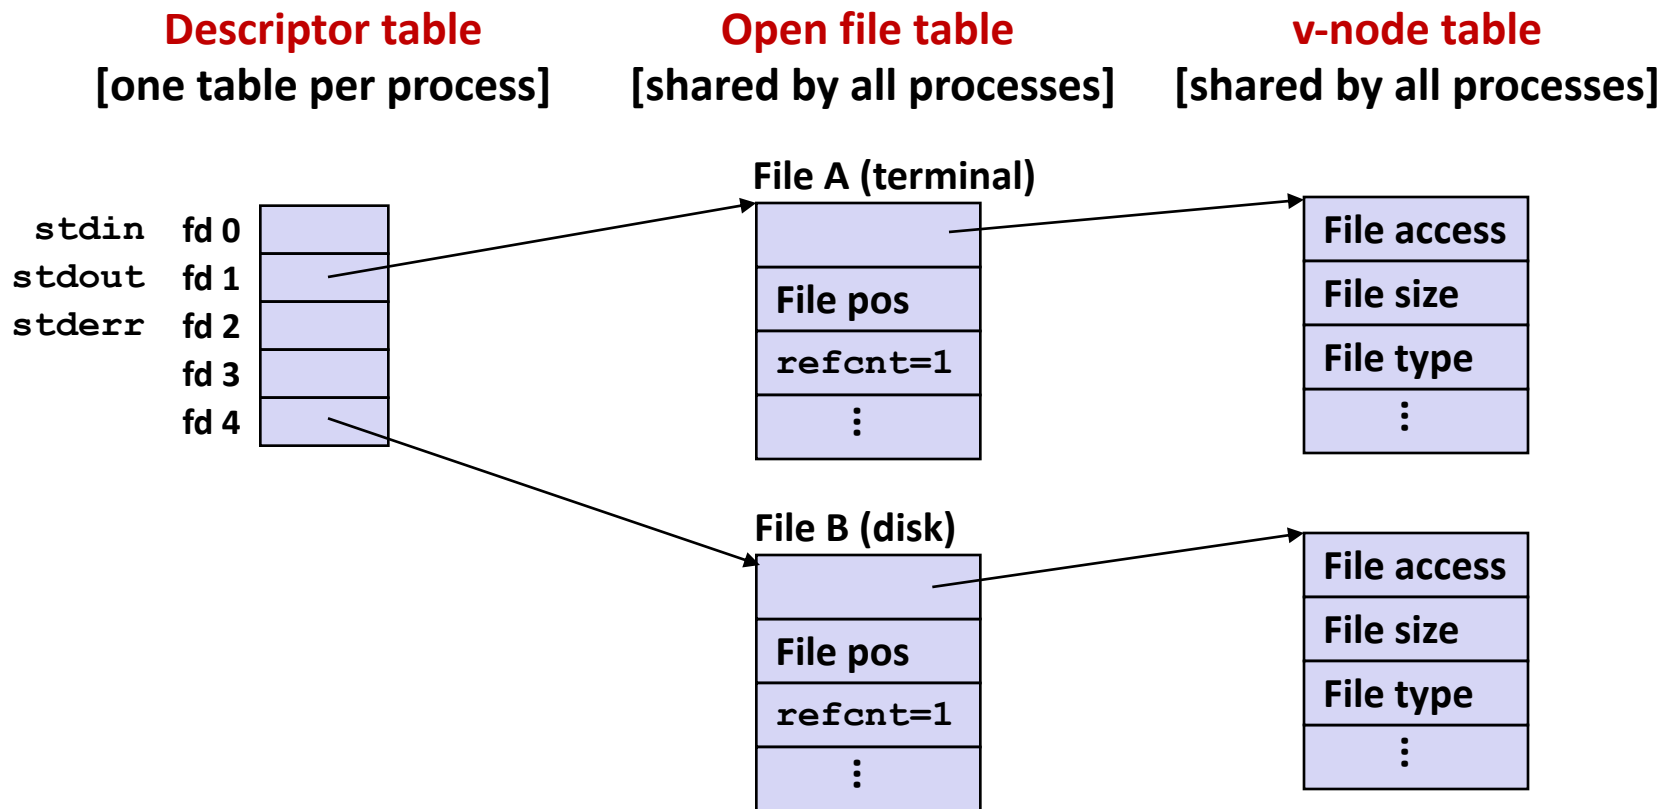 Descriptor table
[one table per process]
Open file table
[shared by all processes]
v-node table
[shared by all processes]
stdin fd 0
stdout fd 1
stderr fd 2
fd 3
fd 4
File A (terminal)
File pos
refcnt=1
⋮
File access
File size
File type
⋮
File B (disk)
File pos
refcnt=1
⋮
File access
File size
File type
⋮